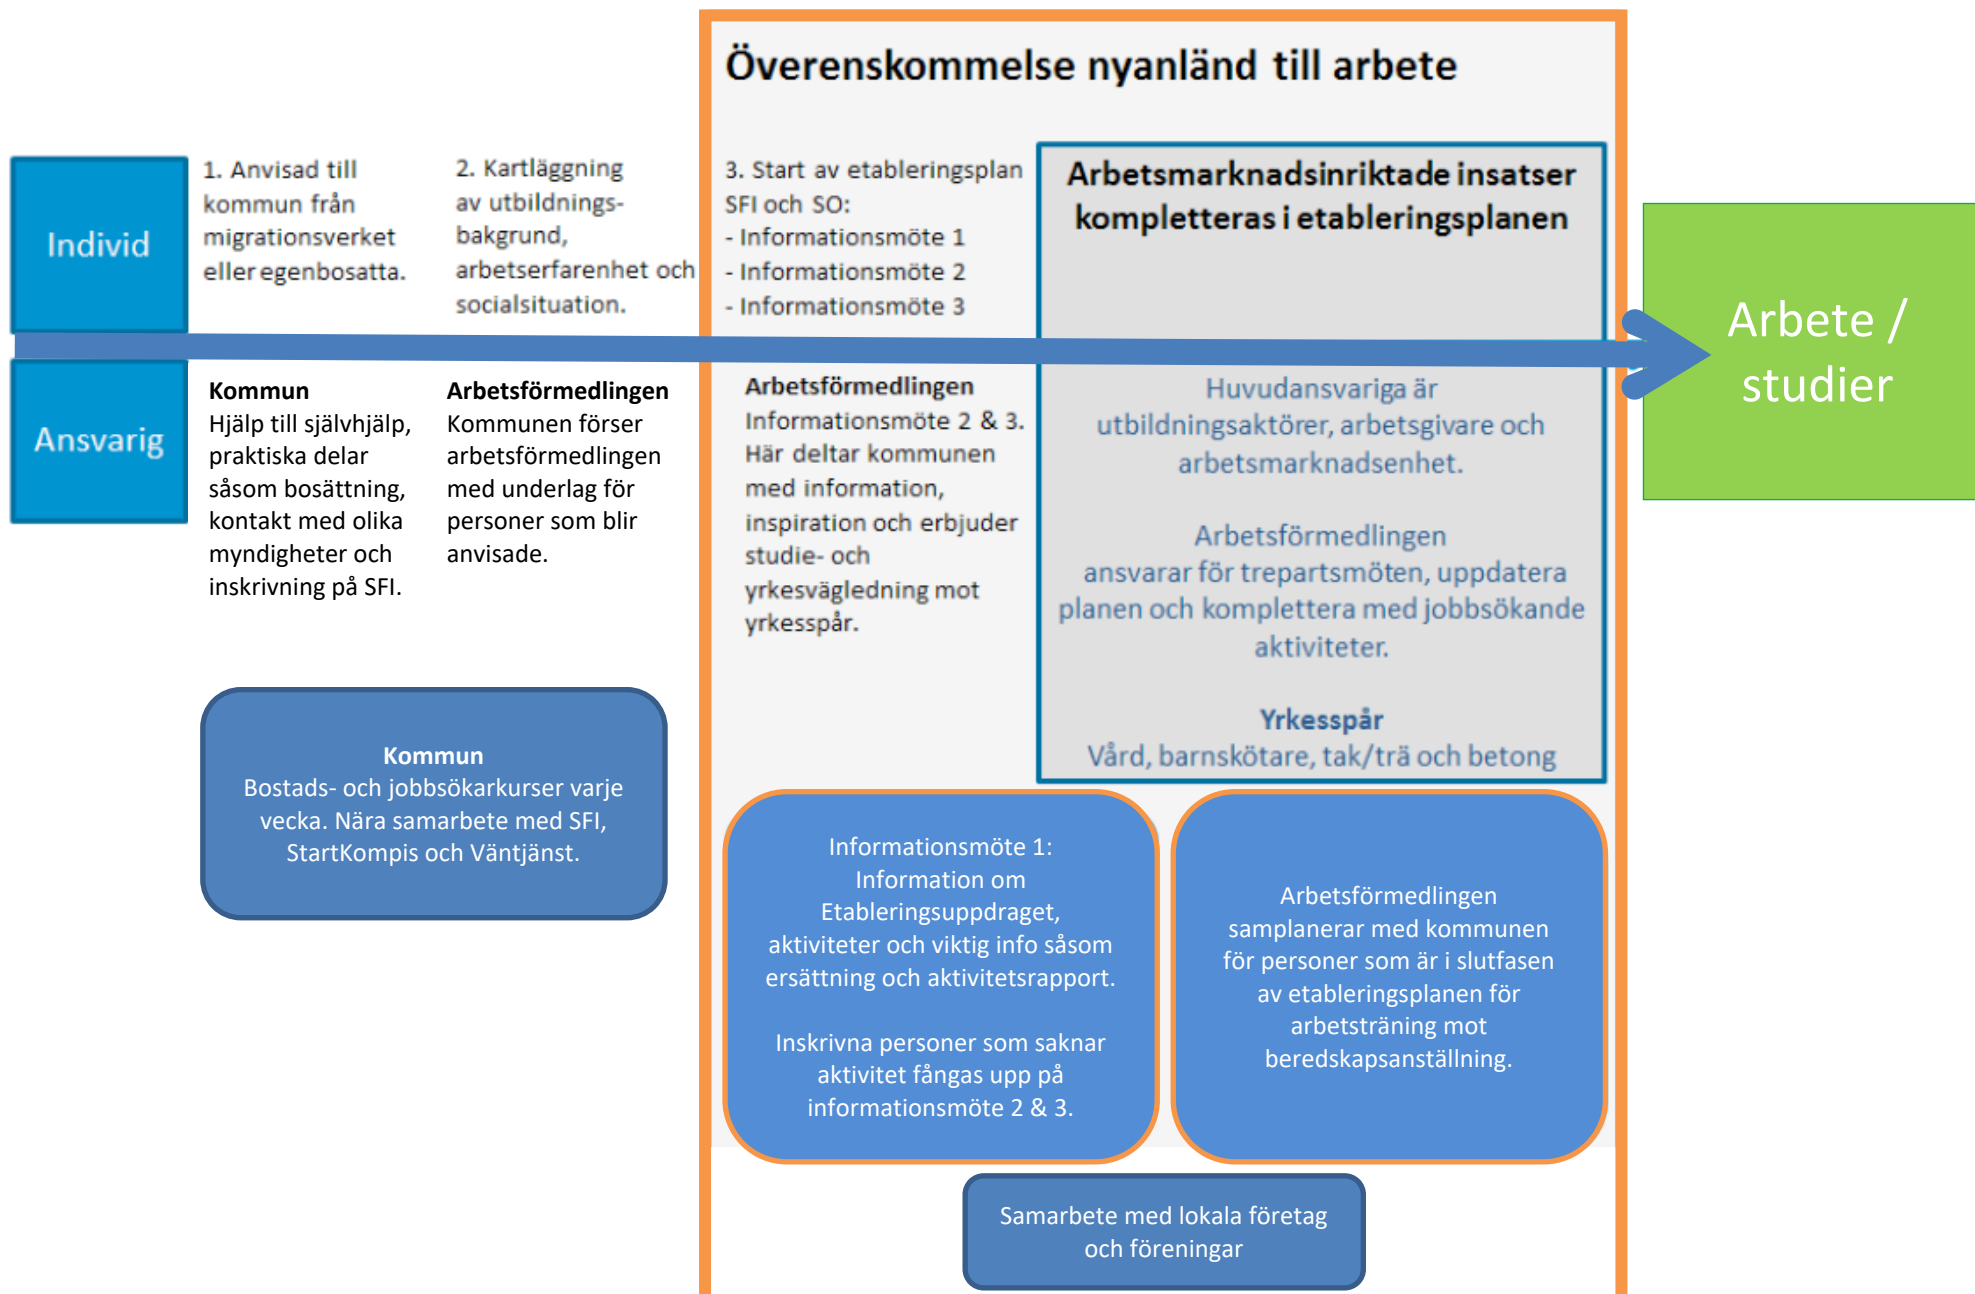 Överenskommelse nyanländ till arbete
Individ
1. Anvisad till
kommun från
migrationsverket
eller egenbosatta.
2. Kartläggning
av utbildnings-
bakgrund,
arbetserfarenhet och
socialsituation.
3. Start av etableringsplan
SFI och SO:
- Informationsmöte 1
- Informationsmöte 2
- Informationsmöte 3
Arbetsmarknadsinriktade insatser
kompletteras i etableringsplanen
Arbete /
studier
Ansvarig
Kommun
Hjälp till självhjälp,
praktiska delar
såsom bosättning,
kontakt med olika
myndigheter och
inskrivning på SFI.
Arbetsförmedlingen
Kommunen förser
arbetsförmedlingen
med underlag för
personer som blir
anvisade.
Arbetsförmedlingen
Informationsmöte 2 & 3.
Här deltar kommunen
med information,
inspiration och erbjuder
studie- och
yrkesvägledning mot
yrkesspår.
Huvudansvariga är
utbildningsaktörer, arbetsgivare och
arbetsmarknadsenhet.
Arbetsförmedlingen
ansvarar för trepartsmöten, uppdatera
planen och komplettera med jobbsökande
aktiviteter.
Yrkesspår
Vård, barnskötare, tak/trä och betong
Kommun
Bostads- och jobbsökarkurser varje
vecka. Nära samarbete med SFI,
StartKompis och Väntjänst.
Informationsmöte 1:
Information om
Etableringsuppdraget,
aktiviteter och viktig info såsom
ersättning och aktivitetsrapport.
Inskrivna personer som saknar
aktivitet fångas upp på
informationsmöte 2 & 3.
Arbetsförmedlingen
samplanerar med kommunen
för personer som är i slutfasen
av etableringsplanen för
arbetsträning mot
beredskapsanställning.
Samarbete med lokala företag
och föreningar